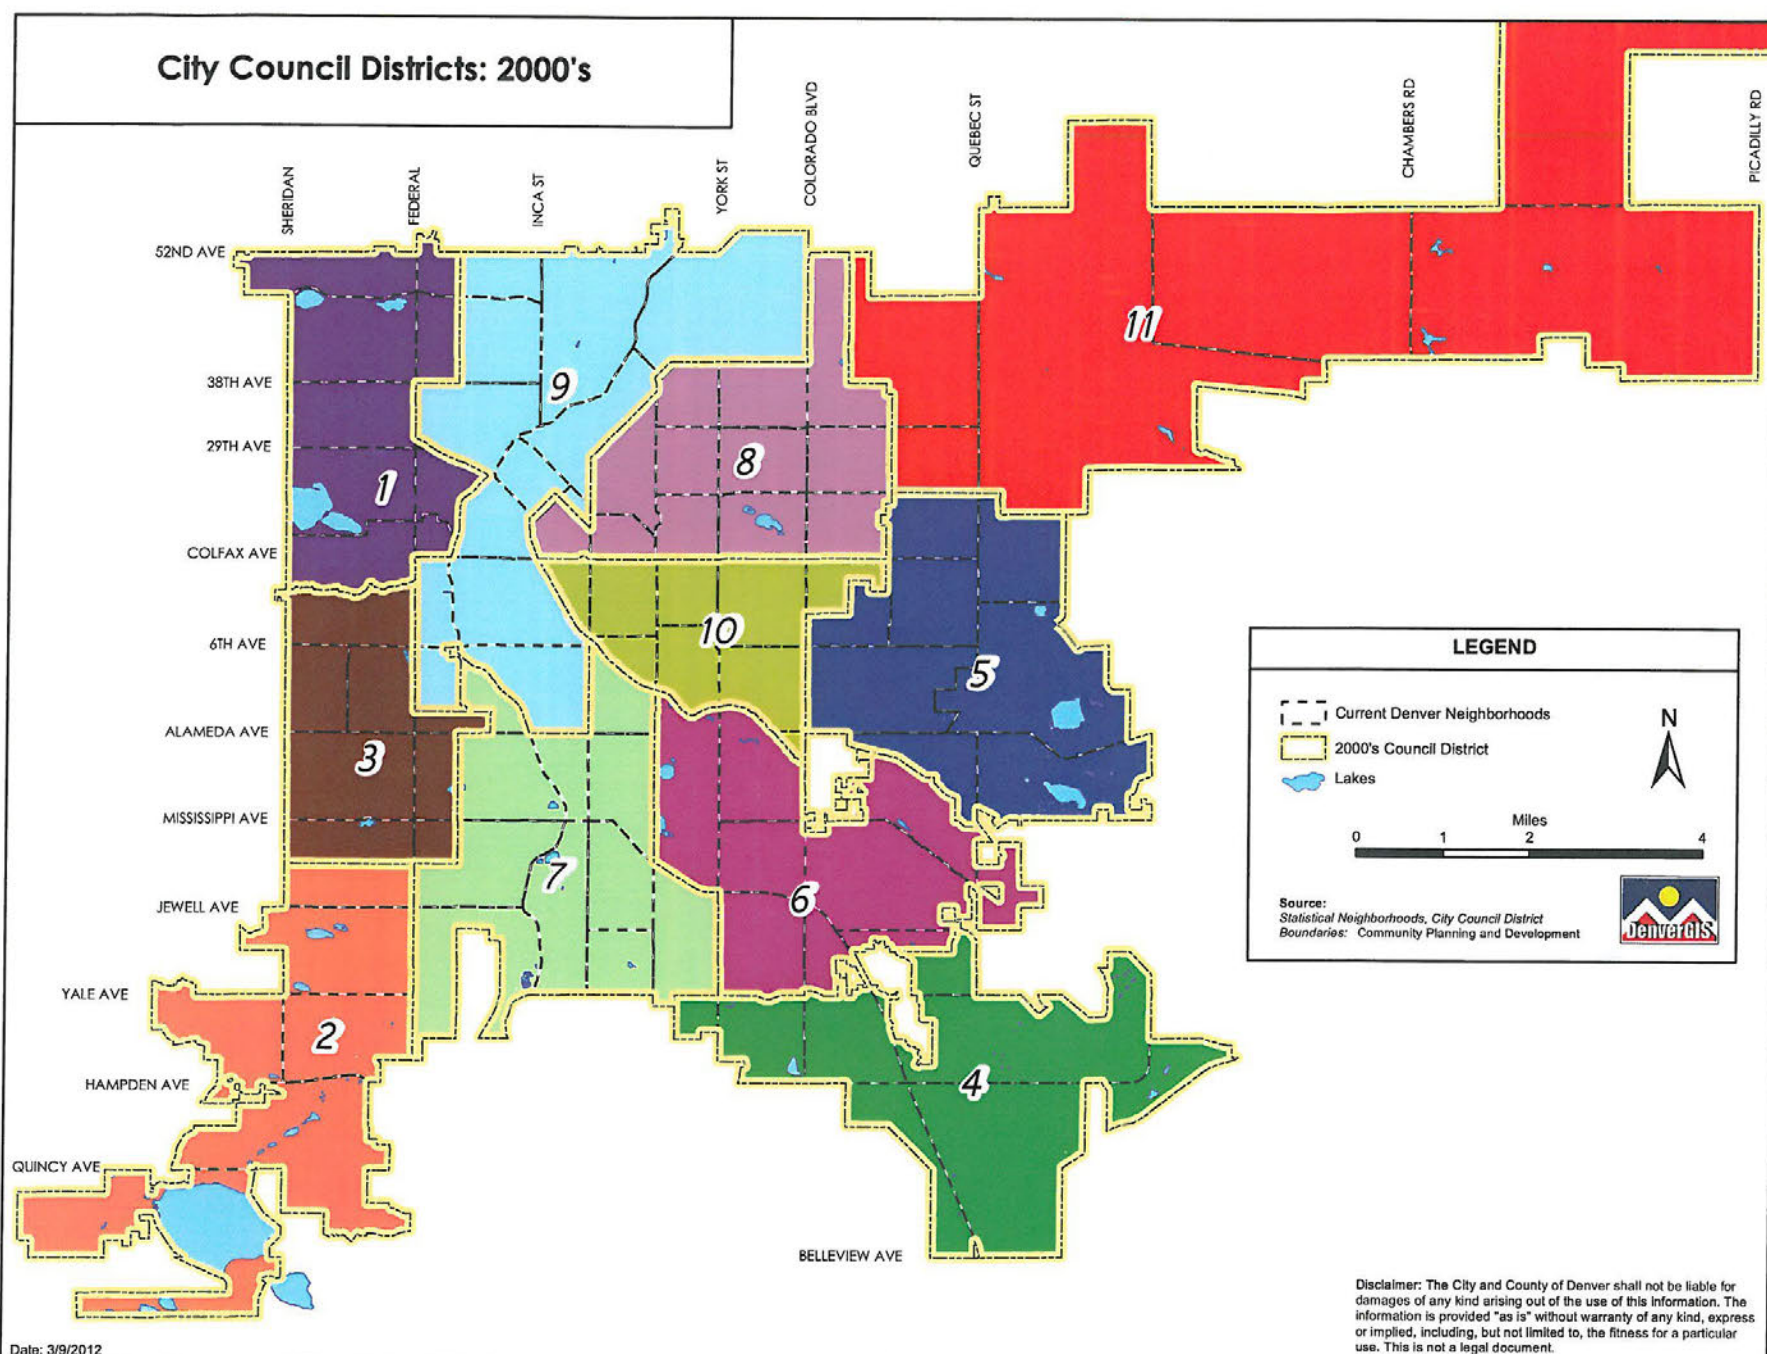 City Council Districts: 2000's
SHERIDAN
FEDERAL
INCA ST
YORK ST
COLORADO BLVD
QUEBEC ST
CHAMBERS RD
PICADILLY RD
52ND AVE
38TH AVE
29TH AVE
COLFAX AVE
6TH AVE
ALAMEDA AVE
MISSISSIPPI AVE
JEWELL AVE
YALE AVE
HAMPDEN AVE
QUINCY AVE
BELLEVIEW AVE
11
9
8
1
10
5
3
7
6
2
4
LEGEND
Current Denver Neighborhoods
2000's Council District
Lakes
N
Miles
0 1 2 4
Source:
Statistical Neighborhoods, City Council District
Boundaries: Community Planning and Development
DenverGIS
Disclaimer: The City and County of Denver shall not be liable for
damages of any kind arising out of the use of this information. The
information is provided "as is" without warranty of any kind, express
or implied, including, but not limited to, the fitness for a particular
use. This is not a legal document.
Date: 3/9/2012